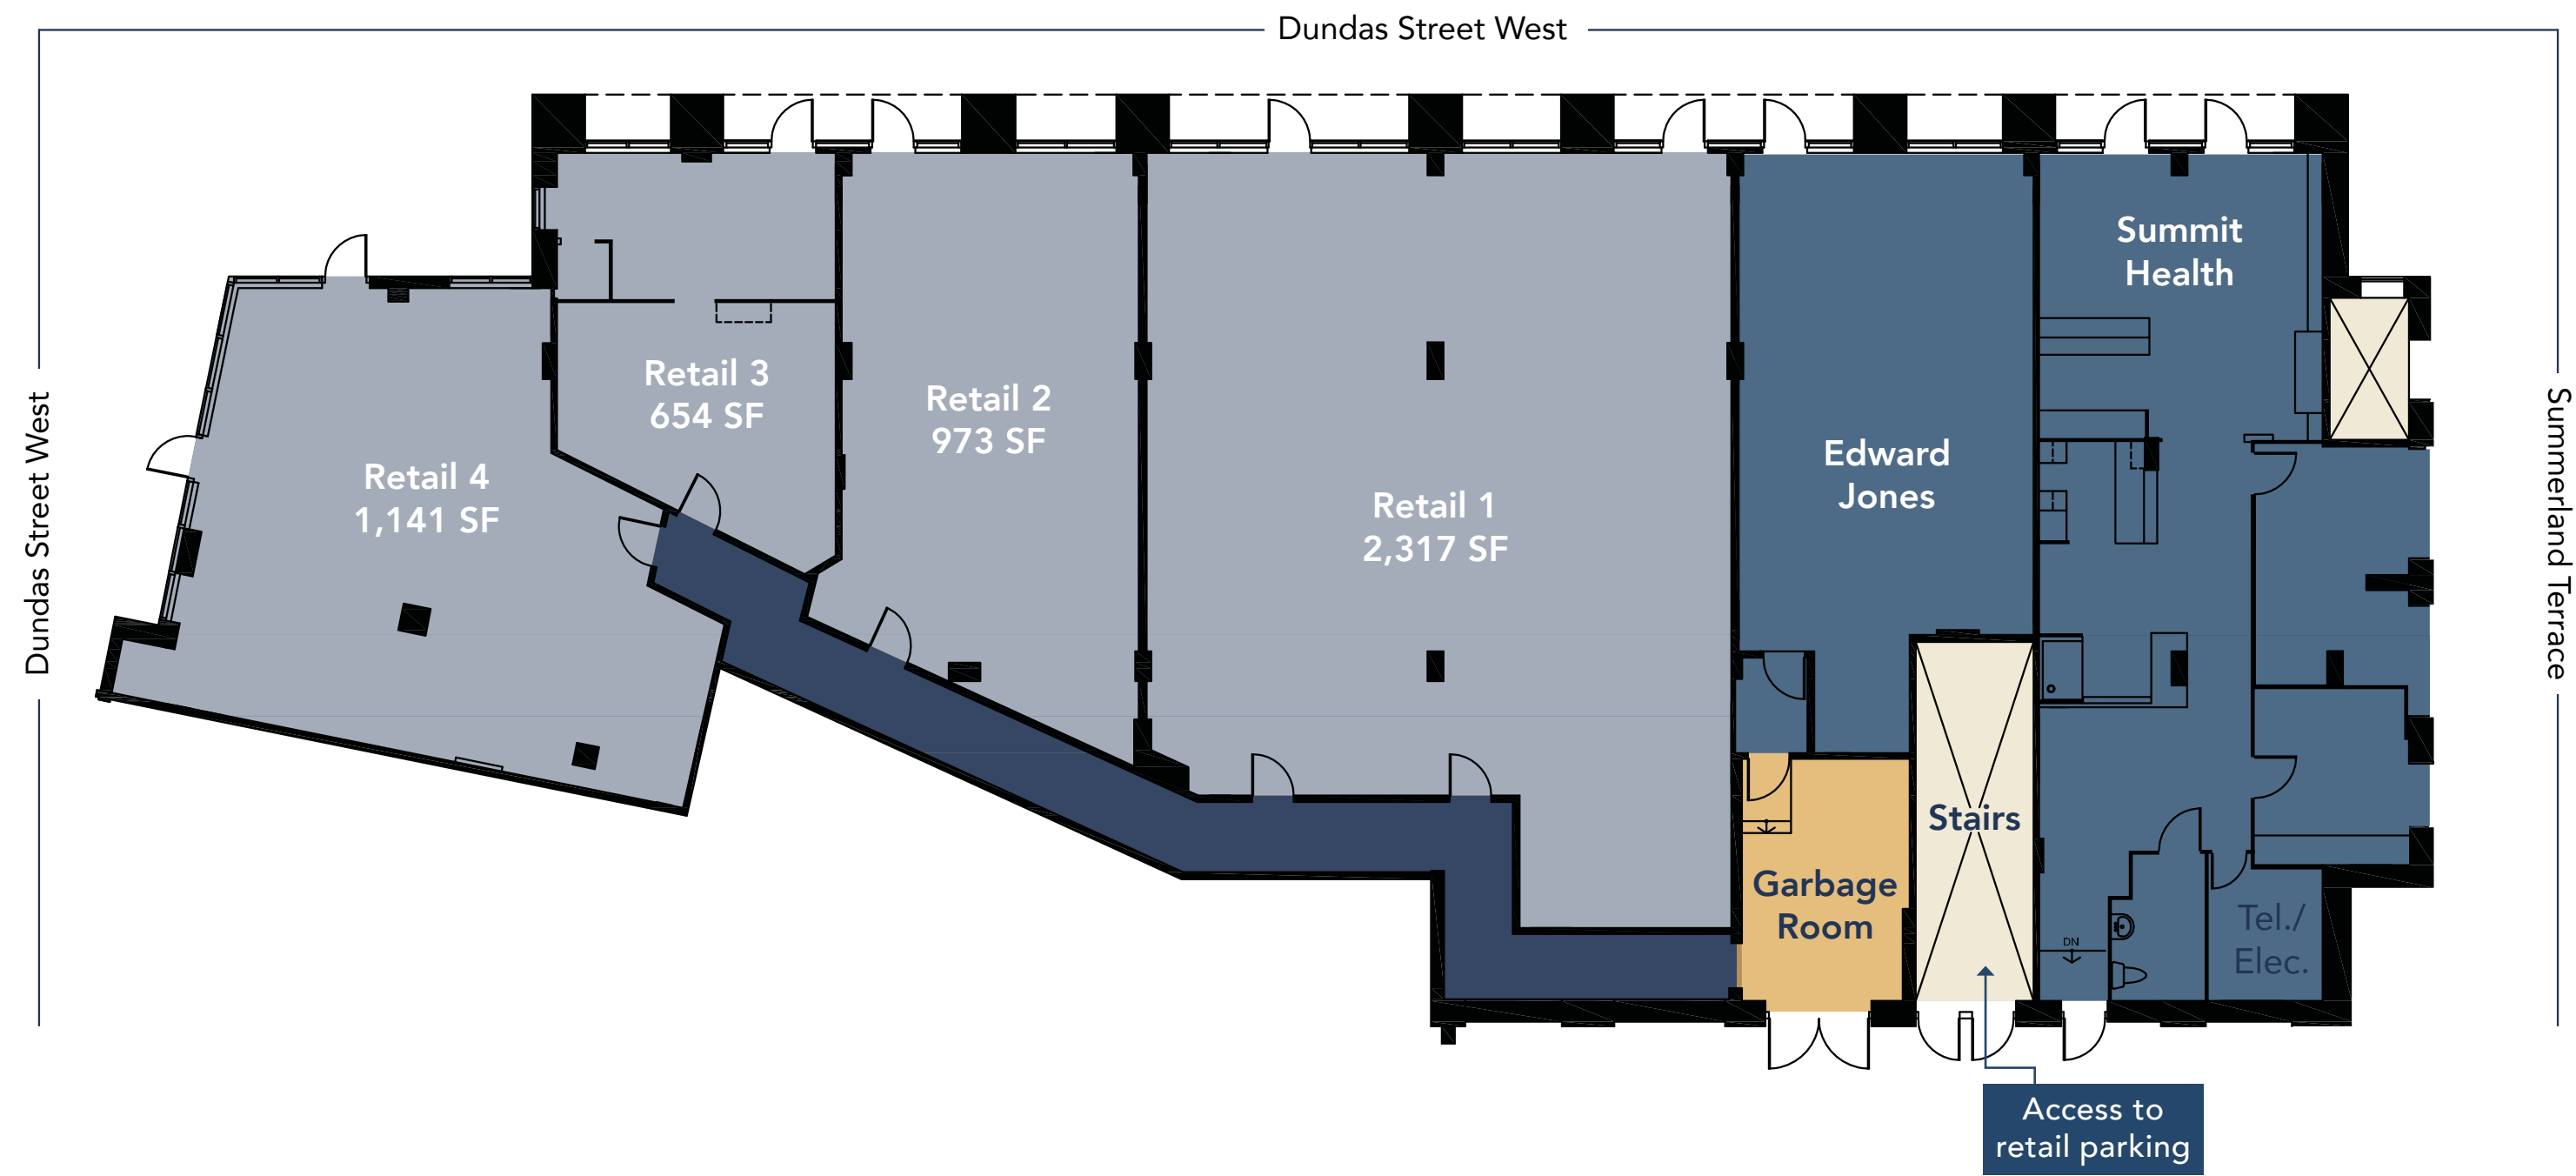 Dundas Street West
Dundas Street West
Summerland Terrace
Summit
Health
Retail 3
654 SF
Retail 2
973 SF
Edward
Jones
Retail 4
1,141 SF
Retail 1
2,317 SF
Stairs
Garbage
Room
Tel./
Elec.
DN
Access to
retail parking